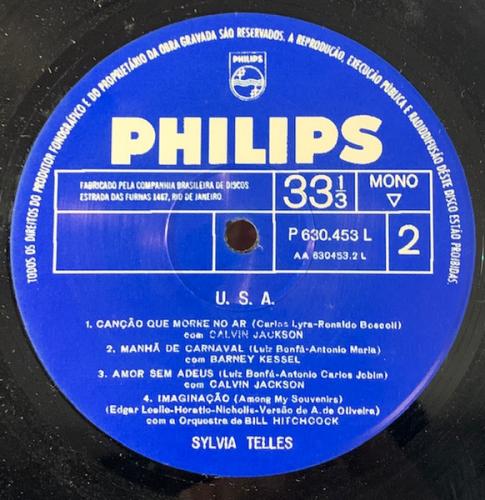 TODOS OS DIREITOS DO PRODUTOR FONOGRÁFICO E DO PROPRIETÁRIO DA OBRA GRAVADA SÃO RESERVADOS. A REPRODUÇÃO, EXECUÇÃO PÚBLICA E RADIODIFUSÃO DÊSTE DISCO ESTÃO PROIBIDAS.
PHILIPS
PHILIPS
FABRICADO PELA COMPANHIA BRASILEIRA DE DISCOS
ESTRADA DAS FURNAS 1467, RIO DE JANEIRO
33 1/3
MONO
P 630.453 L
AA 630453.2 L
2
U. S. A.
1. CANÇÃO QUE MORRE NO AR (Carlos Lyra-Ronaldo Boscoli)
com CALVIN JACKSON
2. MANHÃ DE CARNAVAL (Luiz Bonfá-Antonio Maria)
com BARNEY KESSEL
3. AMOR SEM ADEUS (Luiz Bonfá-Antonio Carlos Jobim)
com CALVIN JACKSON
4. IMAGINAÇÃO (Among My Souvenirs)
(Edgar Leslie-Horatio-Nicholls-Versão de A. de Oliveira)
com a Orquestra de BILL HITCHCOCK
SYLVIA TELLES